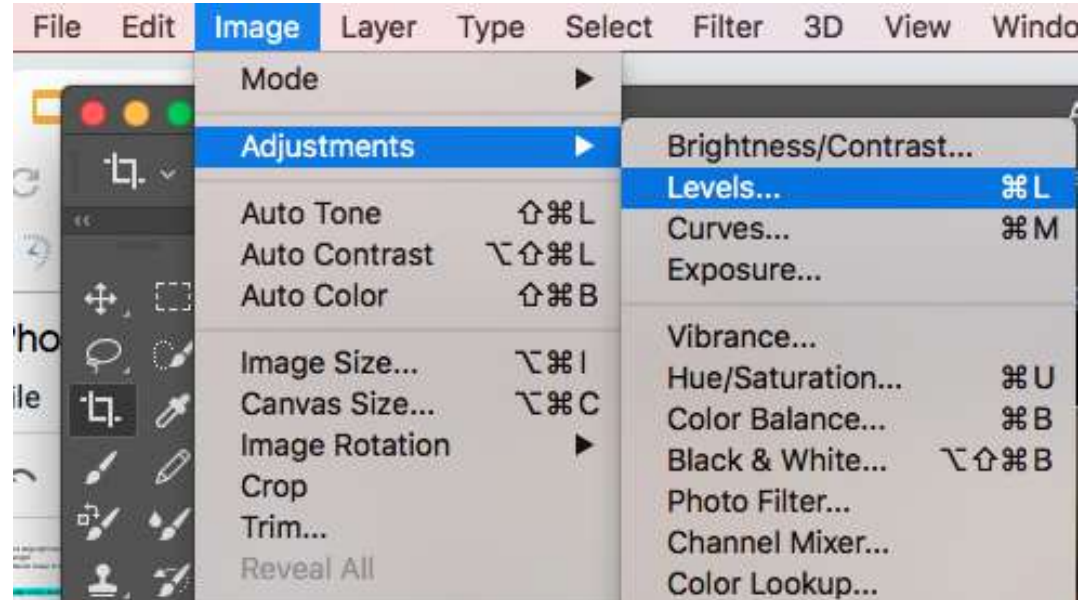 File Edit Image Layer Type Select Filter 3D View Windo
Mode ▶
Adjustments ▶
Auto Tone ⇧⌘L
Auto Contrast ⌥⇧⌘L
Auto Color ⇧⌘B
Image Size... ⌥⌘I
Canvas Size... ⌥⌘C
Image Rotation ▶
Crop
Trim...
Reveal All
Brightness/Contrast...
Levels... ⌘L
Curves... ⌘M
Exposure...
Vibrance...
Hue/Saturation... ⌘U
Color Balance... ⌘B
Black & White... ⌥⇧⌘B
Photo Filter...
Channel Mixer...
Color Lookup...
Pho
ile